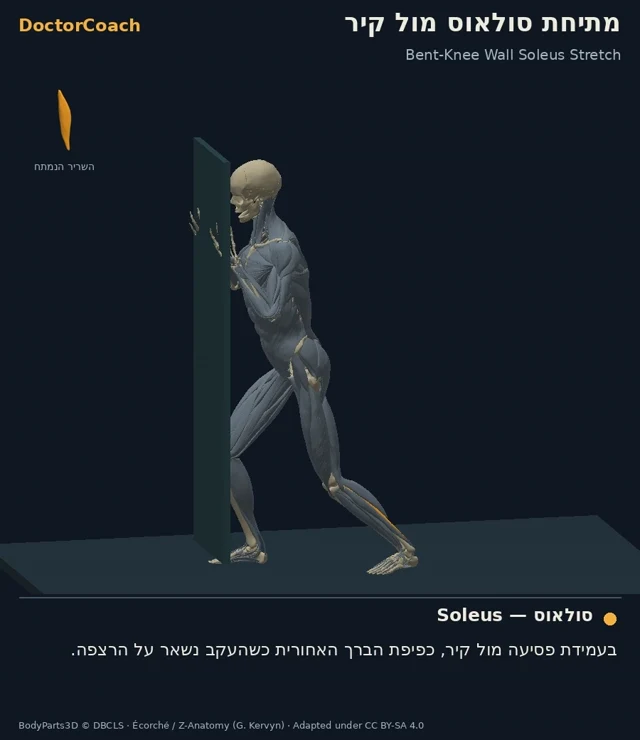 DoctorCoach
מתיחת סולאוס מול קיר
Bent-Knee Wall Soleus Stretch
השריר הנמתח
סולאוס — Soleus
בעמידת פסיעה מול קיר, כפיפת הברך האחורית כשהעקב נשאר על הרצפה.
BodyParts3D © DBCLS · Écorché / Z-Anatomy (G. Kervyn) · Adapted under CC BY-SA 4.0